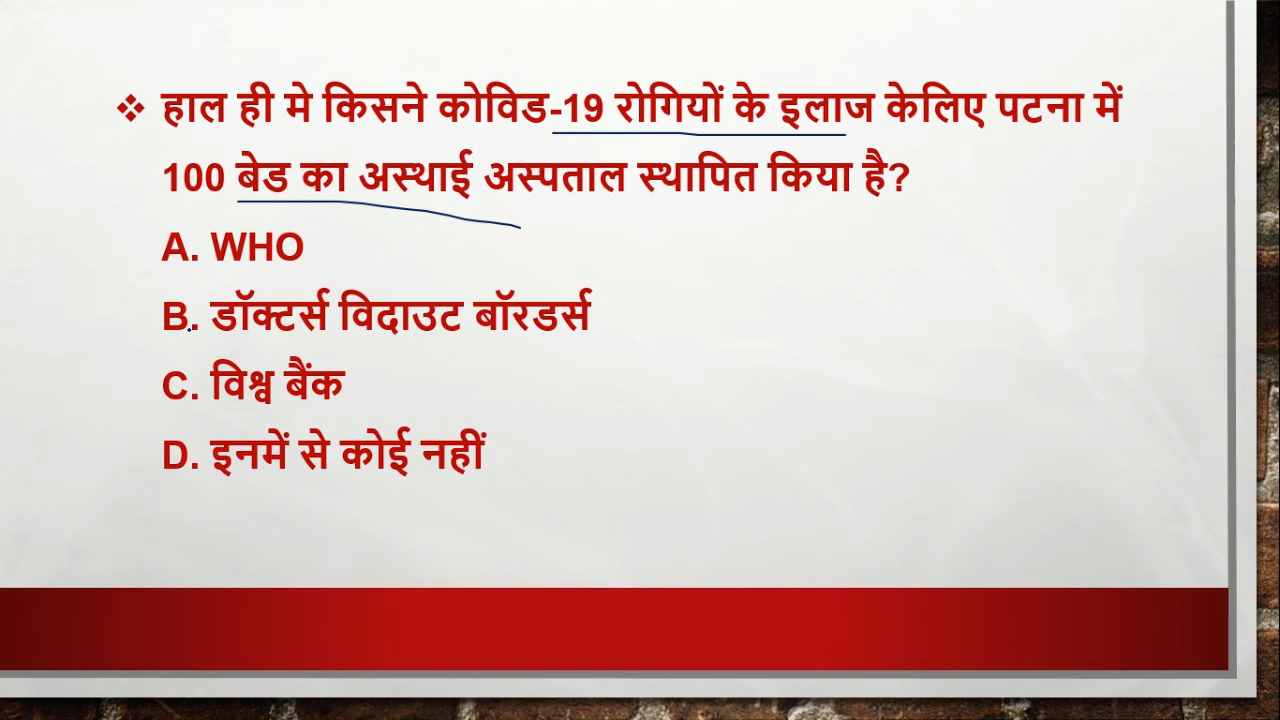 ❖ हाल ही मे किसने कोविड-19 रोगियों के इलाज केलिए पटना में
100 बेड का अस्थाई अस्पताल स्थापित किया है?
A. WHO
B. डॉक्टर्स विदाउट बॉरडर्स
C. विश्व बैंक
D. इनमें से कोई नहीं